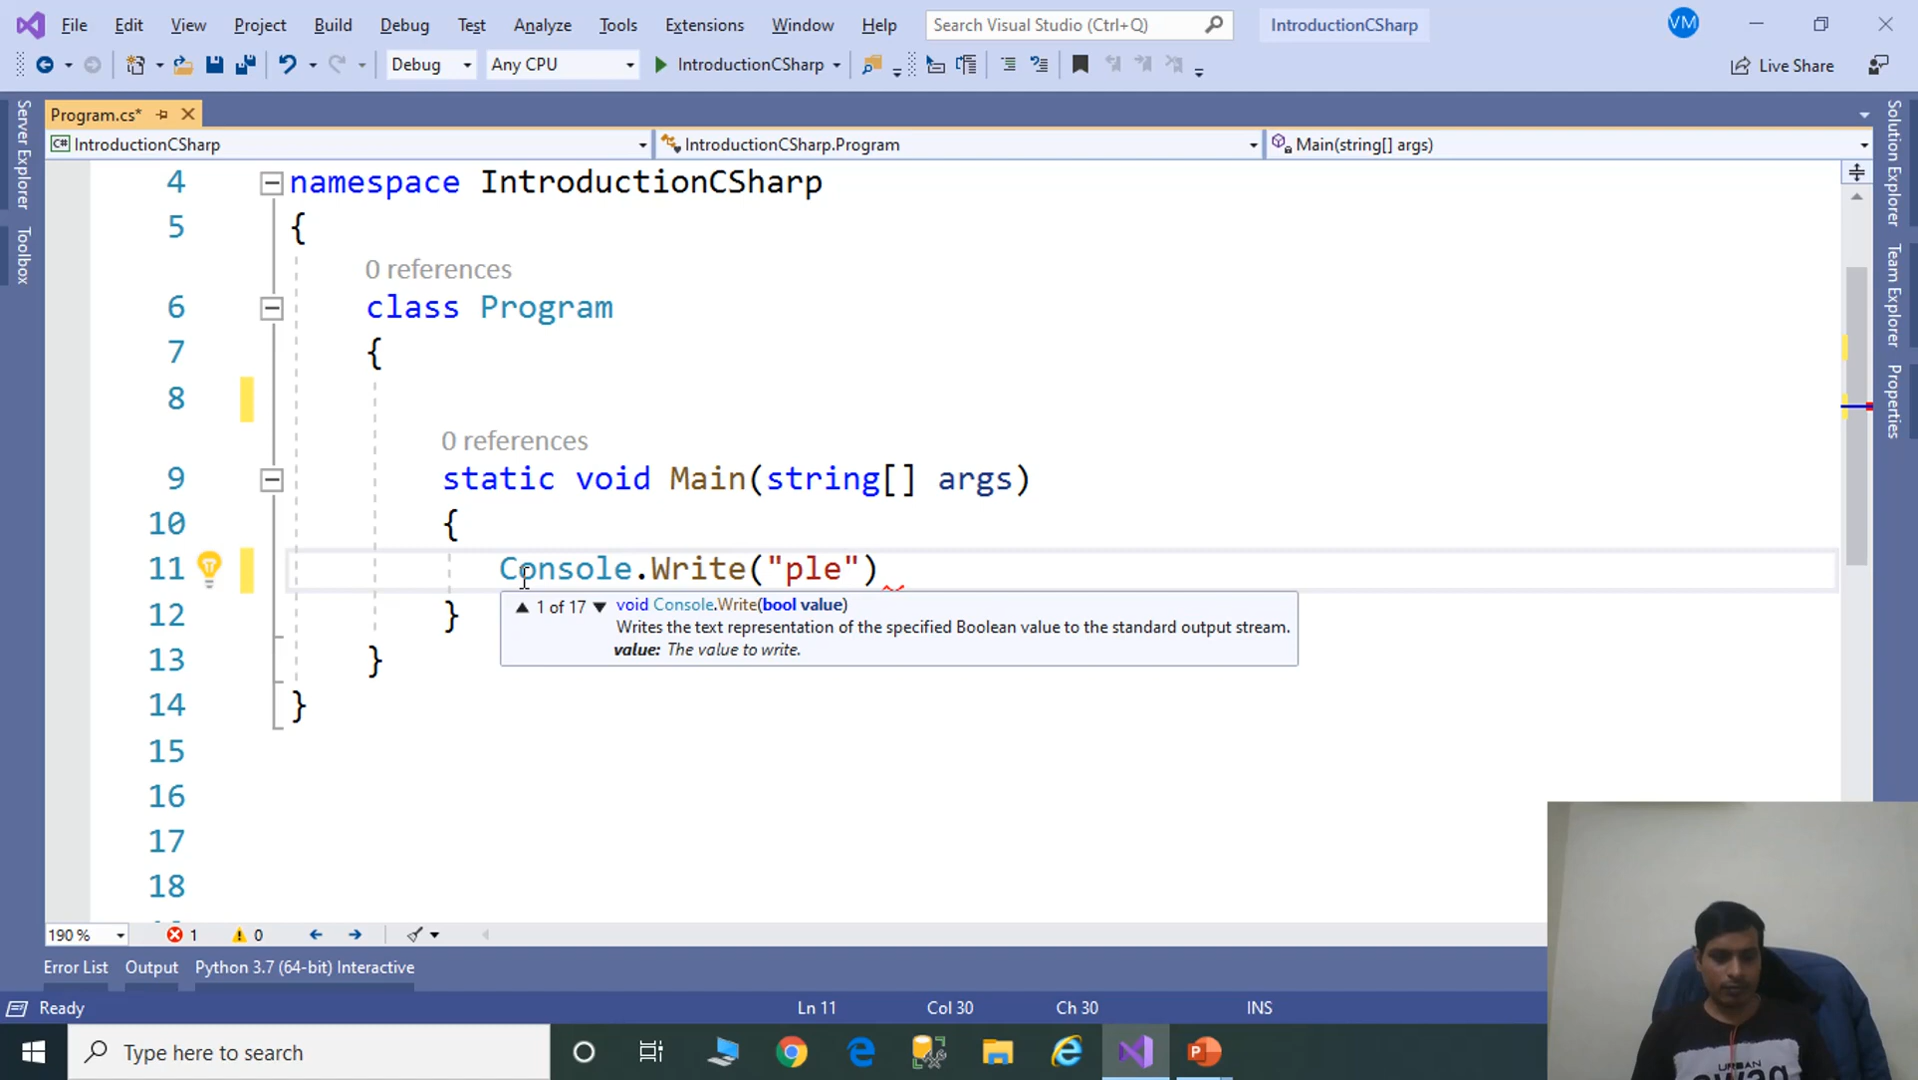 File Edit View Project Build Debug Test Analyze Tools Extensions Window Help Search Visual Studio (Ctrl+Q) IntroductionCSharp VM
Debug Any CPU IntroductionCSharp Live Share
Program.cs*
IntroductionCSharp IntroductionCSharp.Program Main(string[] args)
Server Explorer
Toolbox
Solution Explorer
Team Explorer
Properties
4 namespace IntroductionCSharp
5 {
0 references
6 class Program
7 {
8
0 references
9 static void Main(string[] args)
10 {
11 Console.Write("ple")
1 of 17 void Console.Write(bool value)
Writes the text representation of the specified Boolean value to the standard output stream.
value: The value to write.
12 }
13 }
14 }
15
16
17
18
190 % 1 0
Error List Output Python 3.7 (64-bit) Interactive
Ready Ln 11 Col 30 Ch 30 INS
Type here to search
URBAN